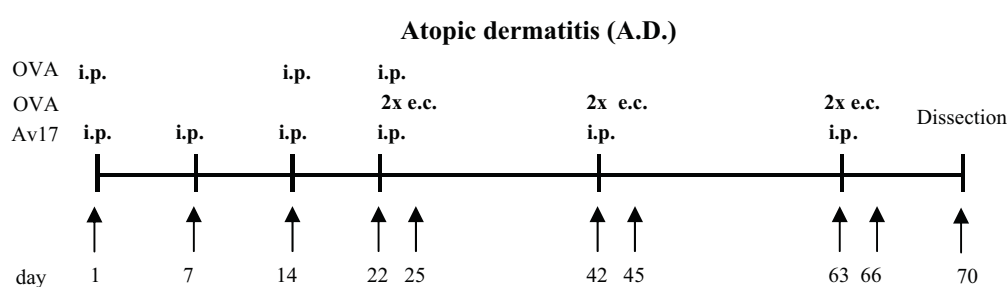 Atopic dermatitis (A.D.)
OVA i.p. i.p. i.p.
OVA 2x e.c. 2x e.c. 2x e.c.
Dissection
Av17 i.p. i.p. i.p. i.p. i.p. i.p.
day 1 7 14 22 25 42 45 63 66 70